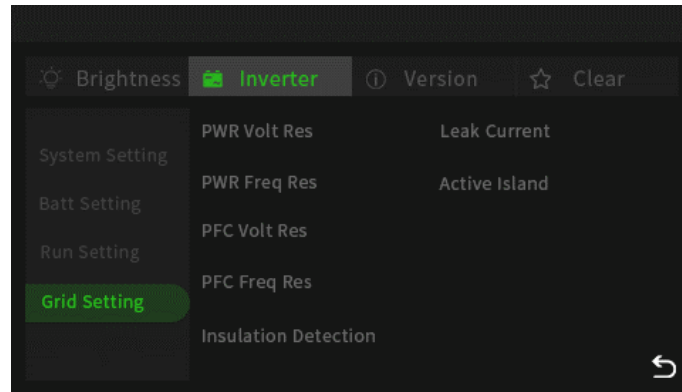 Brightness Inverter Version Clear
System Setting
Batt Setting
Run Setting
Grid Setting
PWR Volt Res Leak Current
PWR Freq Res Active Island
PFC Volt Res
PFC Freq Res
Insulation Detection